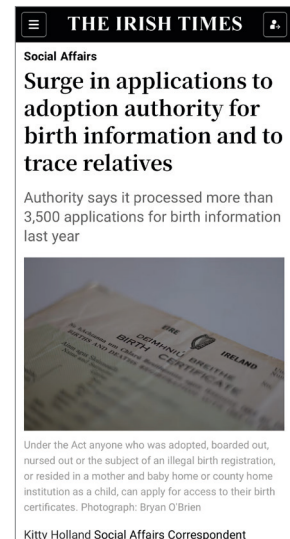 THE IRISH TIMES
Social Affairs
Surge in applications to
adoption authority for
birth information and to
trace relatives
Authority says it processed more than
3,500 applications for birth information
last year
ÉIRE
IRELAND
DEIMHNIÚ BREITHE
BIRTH CERTIFICATE
BIRTHS AND DEATHS
Under the Act anyone who was adopted, boarded out,
nursed out or the subject of an illegal birth registration,
or resided in a mother and baby home or county home
institution as a child, can apply for access to their birth
certificates. Photograph: Bryan O'Brien
Kitty Holland Social Affairs Correspondent